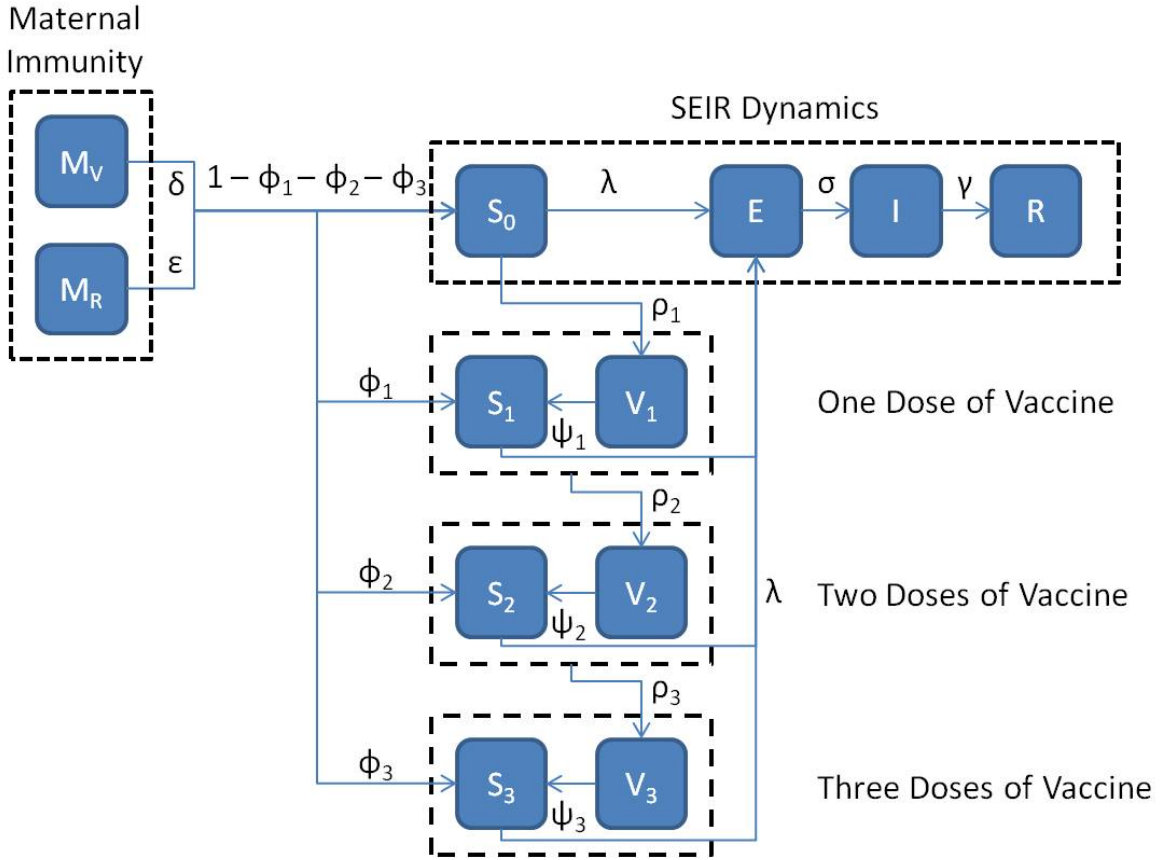 Maternal
Immunity
M_V
M_R
δ
ε
1 – ϕ₁ – ϕ₂ – ϕ₃
SEIR Dynamics
S₀
λ
E
σ
I
γ
R
ρ₁
ϕ₁
S₁
ψ₁
V₁
One Dose of Vaccine
ρ₂
ϕ₂
S₂
ψ₂
V₂
λ
Two Doses of Vaccine
ρ₃
ϕ₃
S₃
ψ₃
V₃
Three Doses of Vaccine